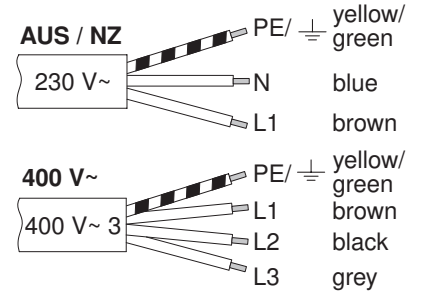 AUS / NZ
230 V~
PE/ ⏚ yellow/
green
N blue
L1 brown
400 V~
400 V~ 3
PE/ ⏚ yellow/
green
L1 brown
L2 black
L3 grey